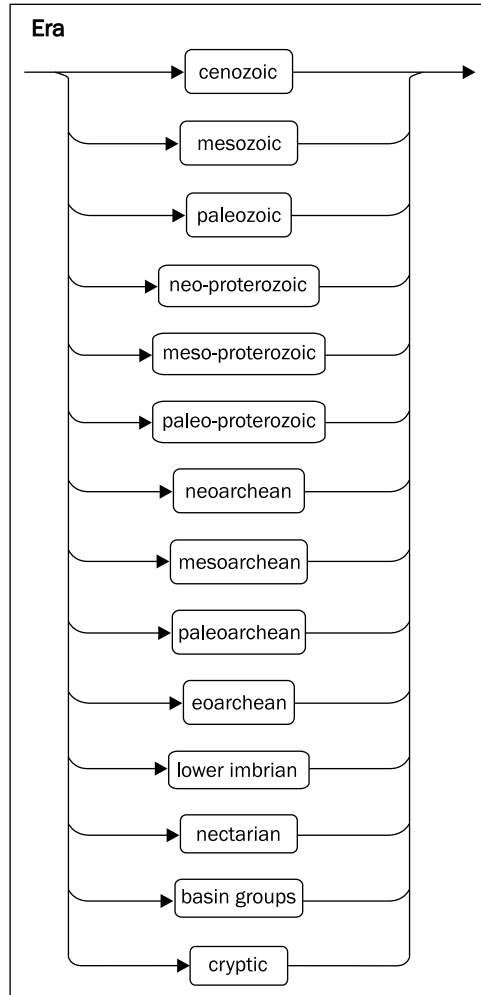 Era
cenozoic
mesozoic
paleozoic
neo-proterozoic
meso-proterozoic
paleo-proterozoic
neoarchean
mesoarchean
paleoarchean
eoarchean
lower imbrian
nectarian
basin groups
cryptic